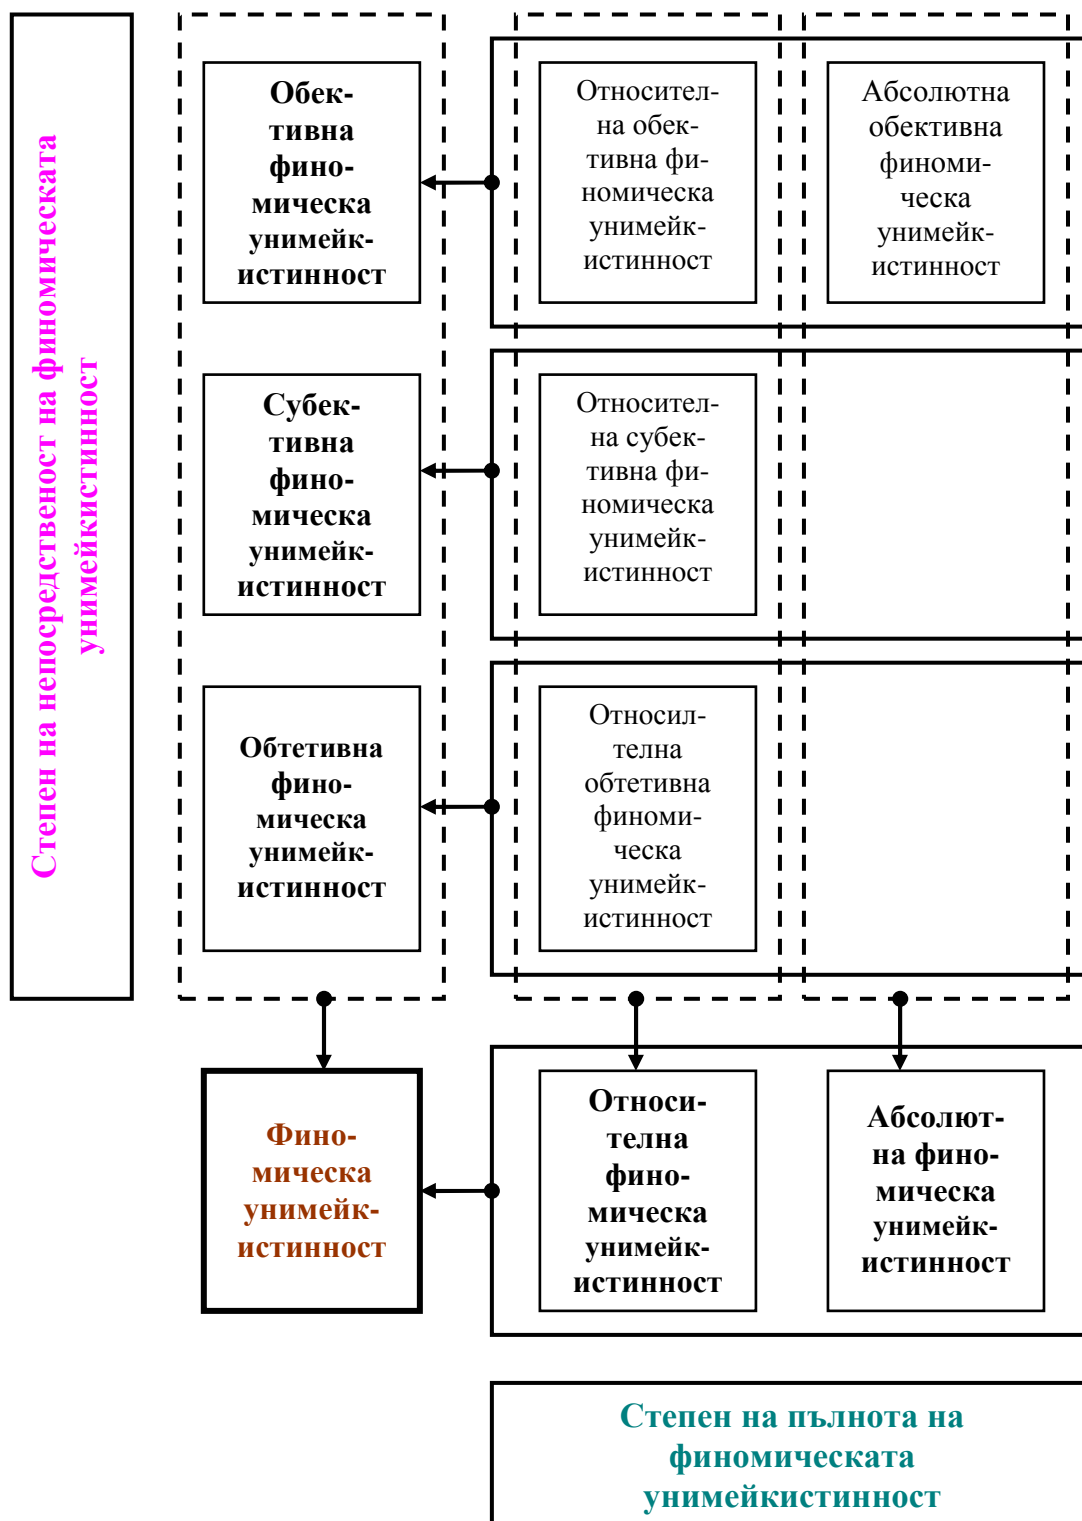 Степен на непосредственост на финомическата
унимейкистинност
Обек-
тивна
фино-
мическа
унимейк-
истинност
Относител-
на обек-
тивна фи-
номическа
унимейк-
истинност
Абсолютна
обективна
финоми-
ческа
унимейк-
истинност
Субек-
тивна
фино-
мическа
унимейк-
истинност
Относител-
на субек-
тивна фи-
номическа
унимейк-
истинност
Обтетивна
фино-
мическа
унимейк-
истинност
Относил-
телна
обтетивна
финоми-
ческа
унимейк-
истинност
Фино-
мическа
унимейк-
истинност
Относи-
телна
фино-
мическа
унимейк-
истинност
Абсолют-
на фино-
мическа
унимейк-
истинност
Степен на пълнота на
финомическата
унимейкистинност